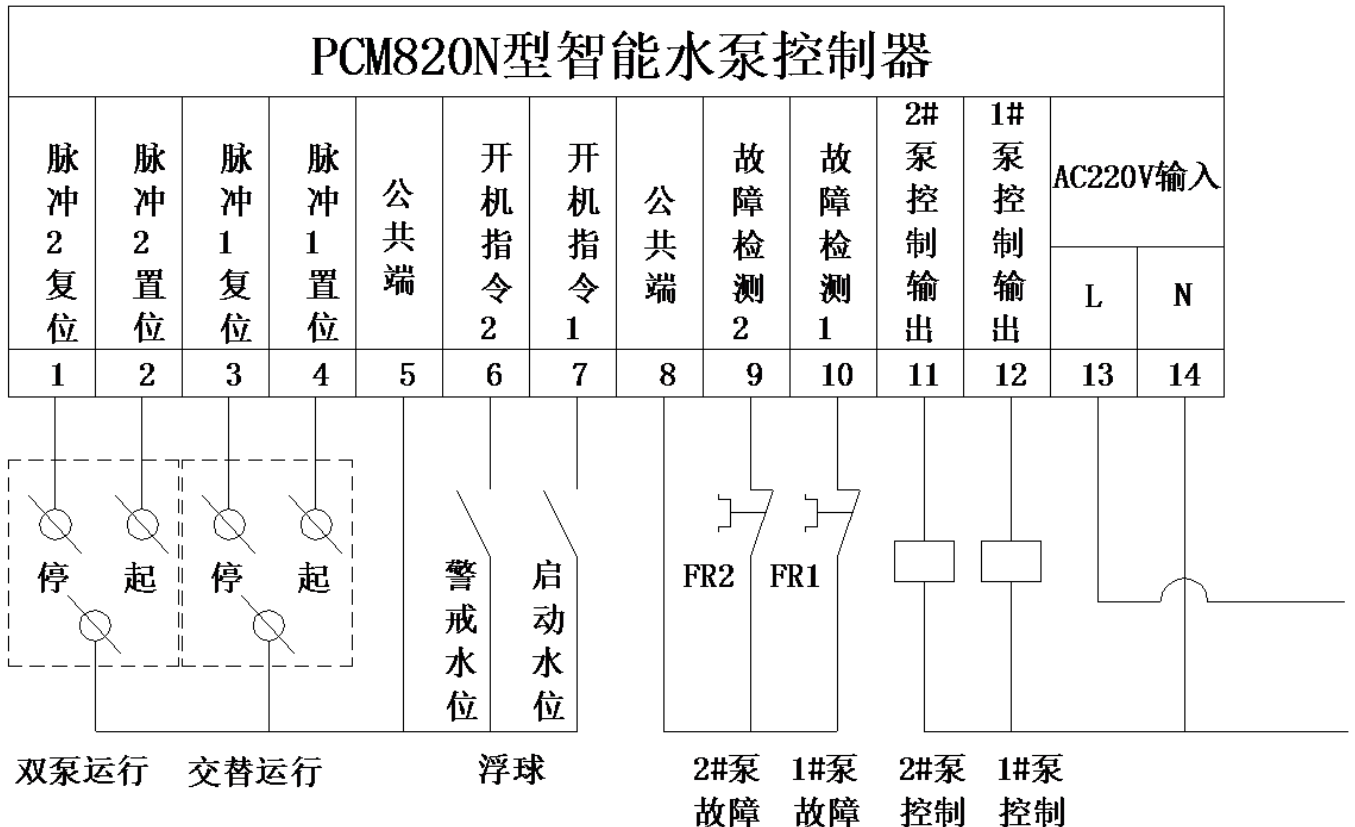 PCM820N型智能水泵控制器
脉冲2复位
脉冲2置位
脉冲1复位
脉冲1置位
公共端
开机指令2
开机指令1
公共端
故障检测2
故障检测1
2#泵控制输出
1#泵控制输出
AC220V输入
L
N
1 2 3 4 5 6 7 8 9 10 11 12 13 14
停
起
停
起
警戒水位
启动水位
FR2
FR1
双泵运行
交替运行
浮球
2#泵
故障
1#泵
故障
2#泵
控制
1#泵
控制